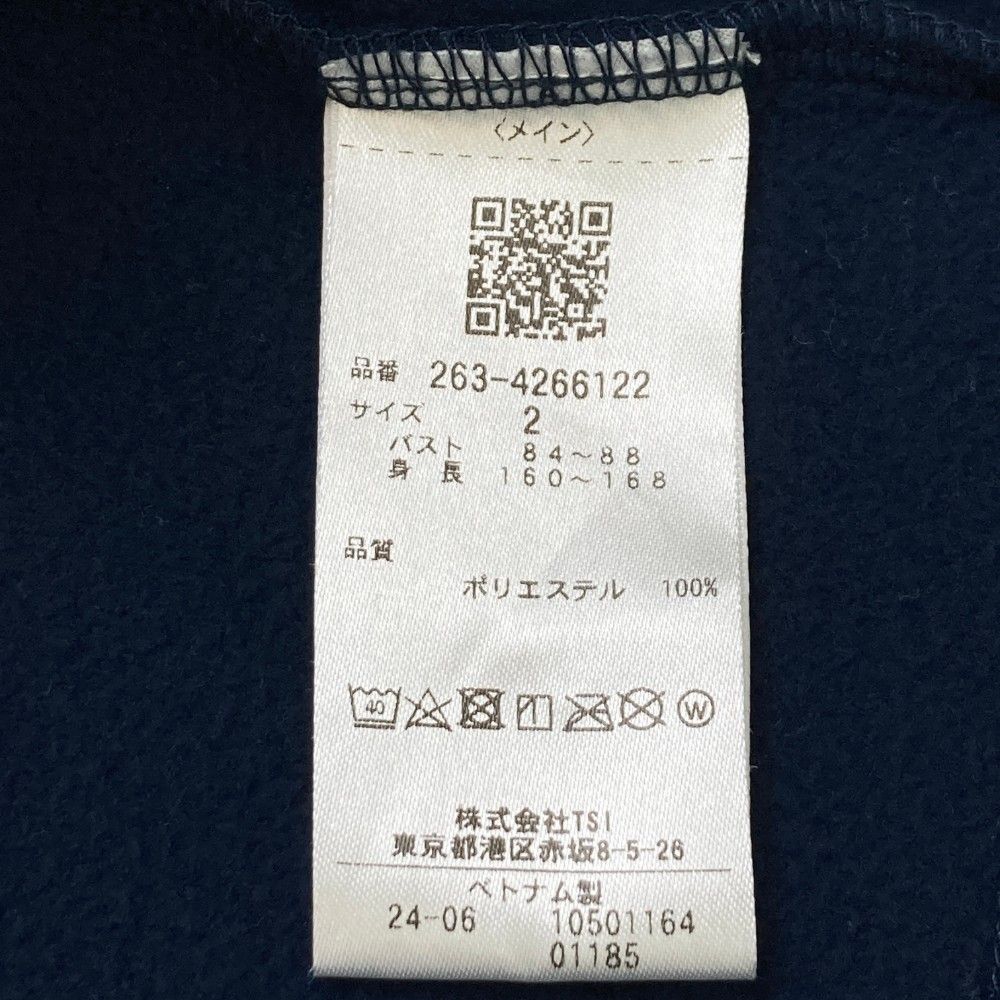 〈メイン〉
品番 263-4266122
サイズ 2
バスト 84～88
身長 160～168
品質
ポリエステル 100%
40
W
株式会社TSI
東京都港区赤坂8-5-26
ベトナム製
24-06 10501164
01185